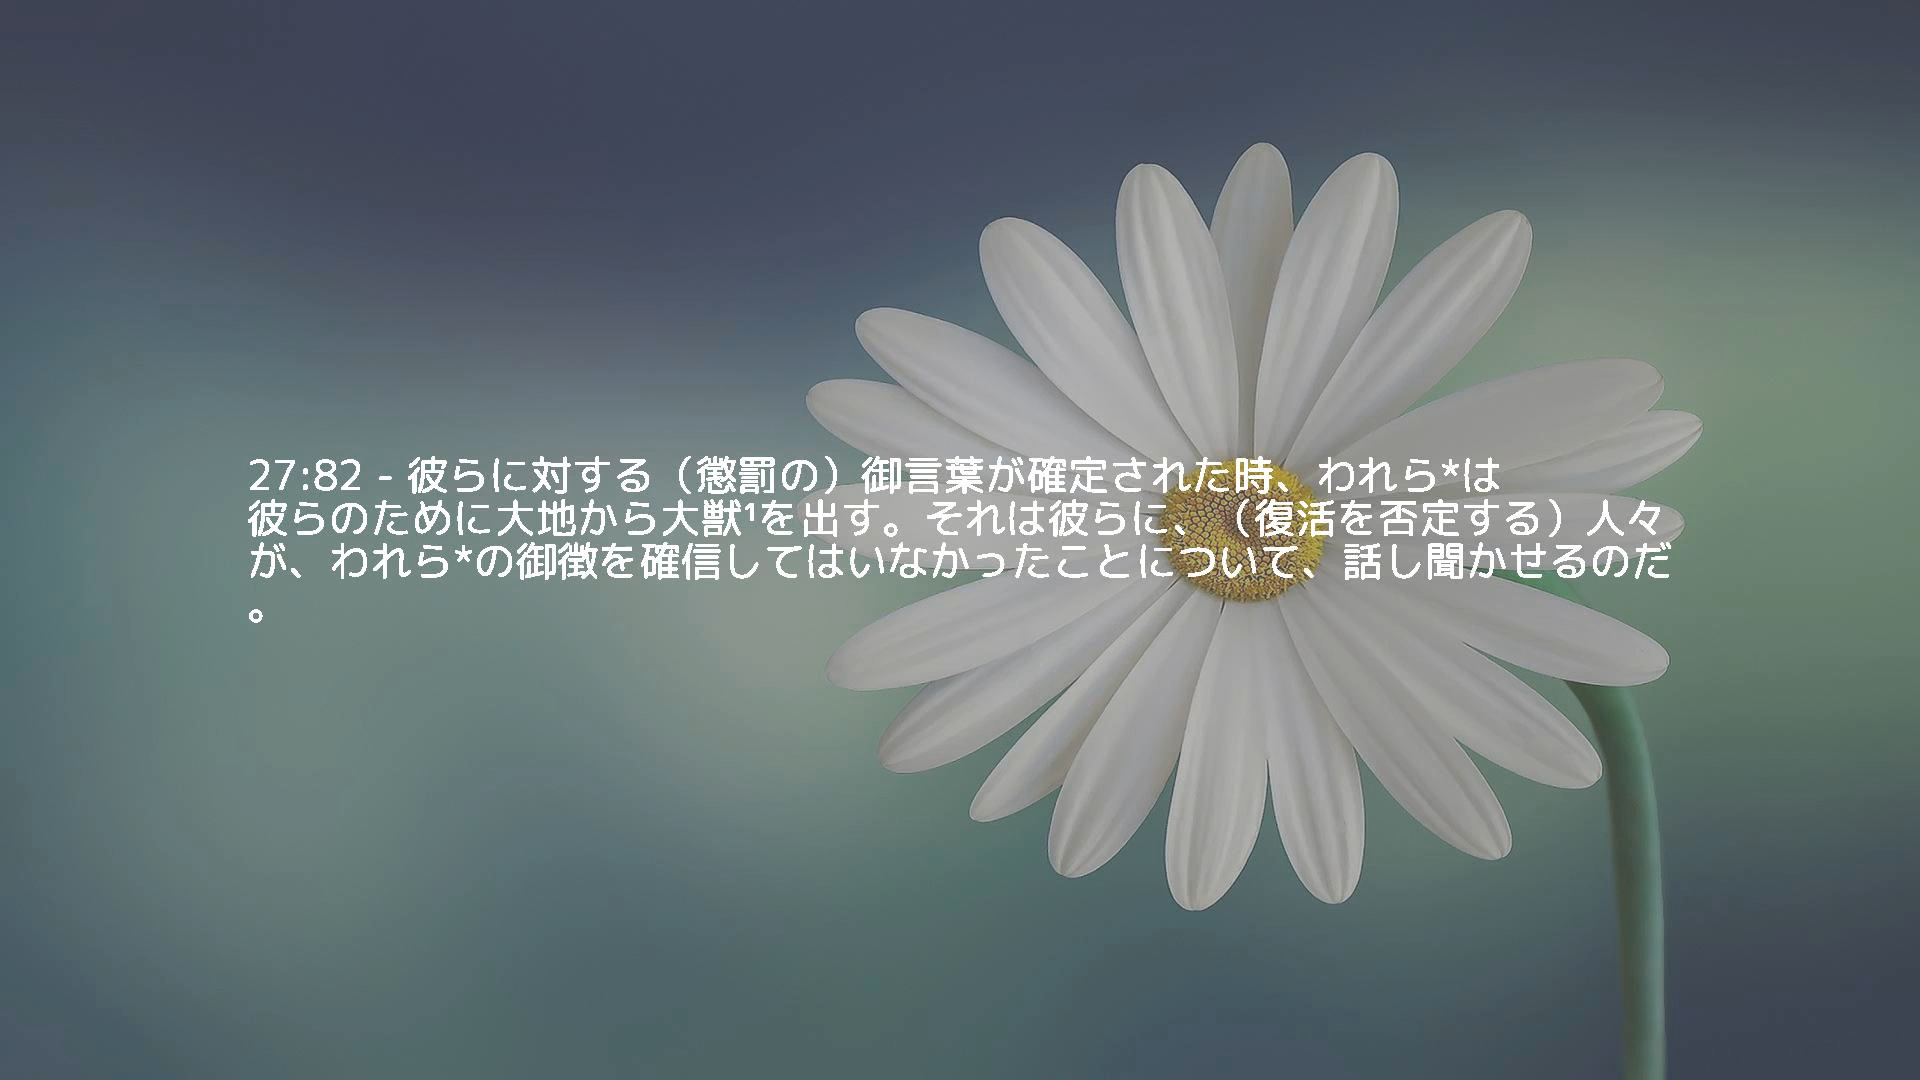 27:82 - 彼らに対する（懲罰の）御言葉が確定された時、われら*は
彼らのために大地から大獣¹を出す。それは彼らに、（復活を否定する）人々
が、われら*の御徴を確信してはいなかったことについて、話し聞かせるのだ
。